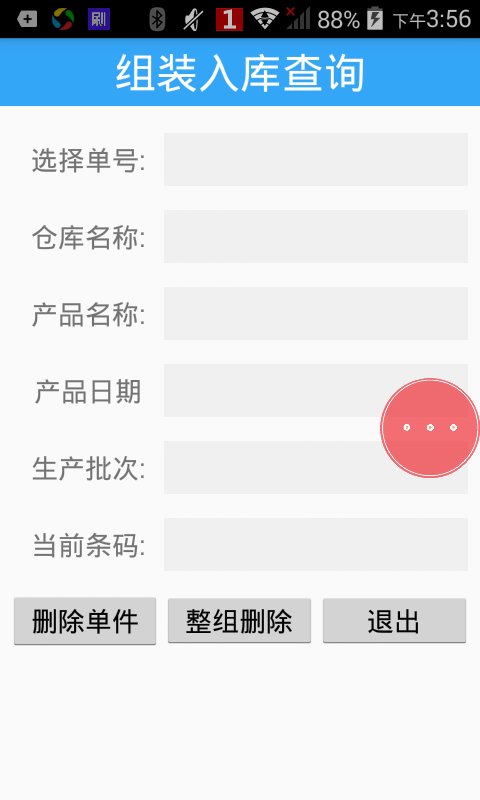 刷 1 88% 下午3:56
组装入库查询
选择单号:
仓库名称:
产品名称:
产品日期
生产批次:
当前条码:
删除单件 整组删除 退出